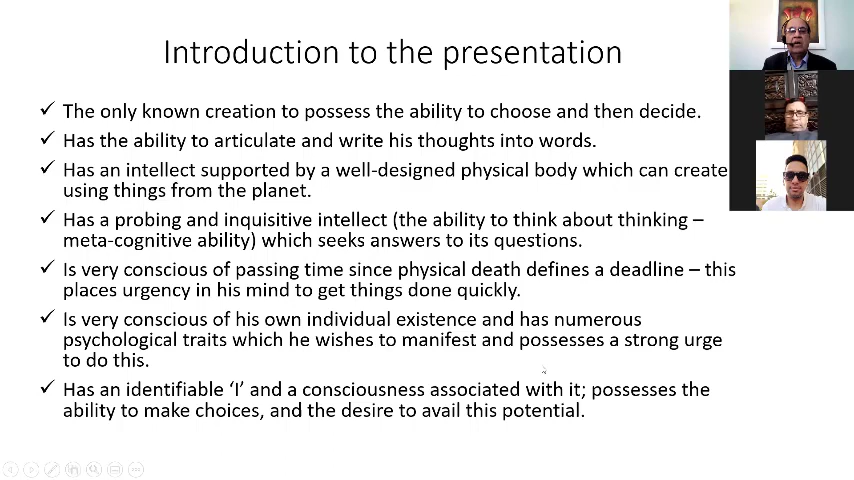 Introduction to the presentation
✓ The only known creation to possess the ability to choose and then decide.
✓ Has the ability to articulate and write his thoughts into words.
✓ Has an intellect supported by a well-designed physical body which can create
using things from the planet.
✓ Has a probing and inquisitive intellect (the ability to think about thinking –
meta-cognitive ability) which seeks answers to its questions.
✓ Is very conscious of passing time since physical death defines a deadline – this
places urgency in his mind to get things done quickly.
✓ Is very conscious of his own individual existence and has numerous
psychological traits which he wishes to manifest and possesses a strong urge
to do this.
✓ Has an identifiable ‘I’ and a consciousness associated with it; possesses the
ability to make choices, and the desire to avail this potential.